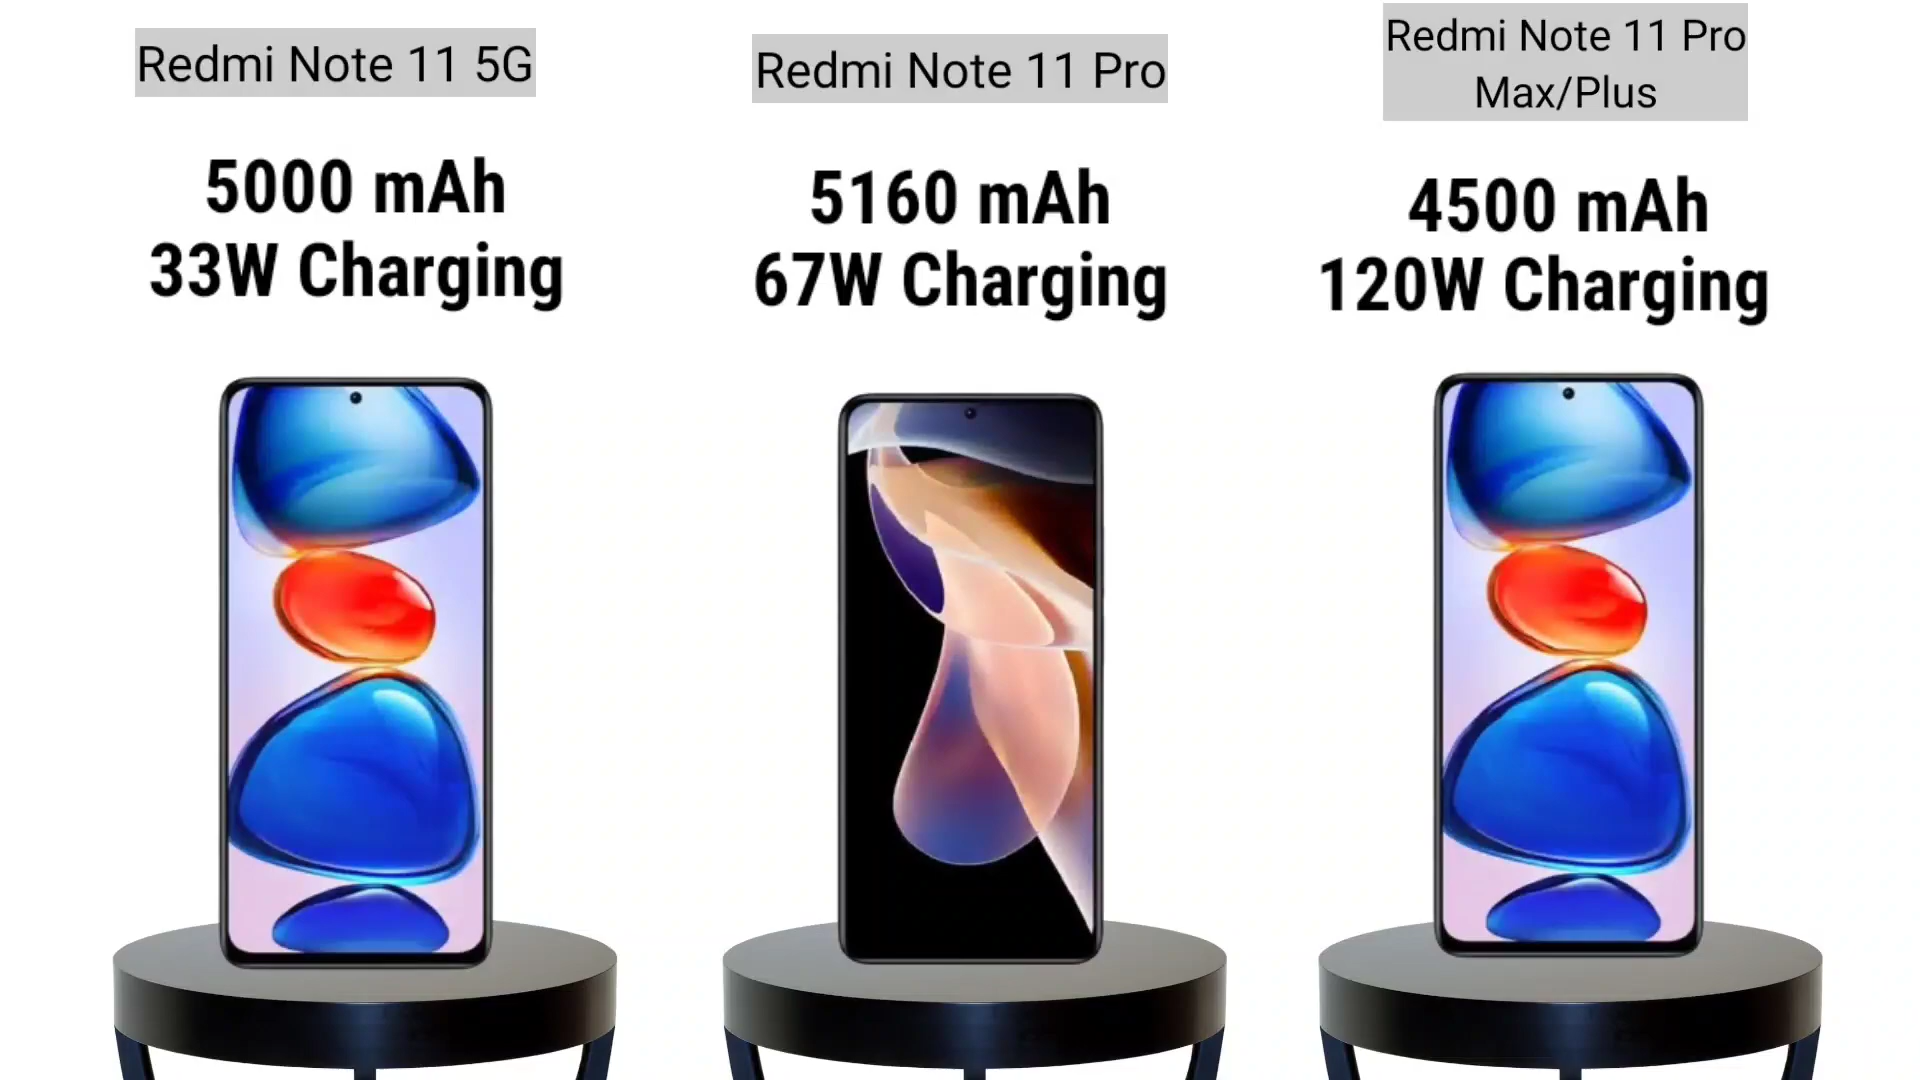 Redmi Note 11 5G
5000 mAh
33W Charging
Redmi Note 11 Pro
5160 mAh
67W Charging
Redmi Note 11 Pro
Max/Plus
4500 mAh
120W Charging